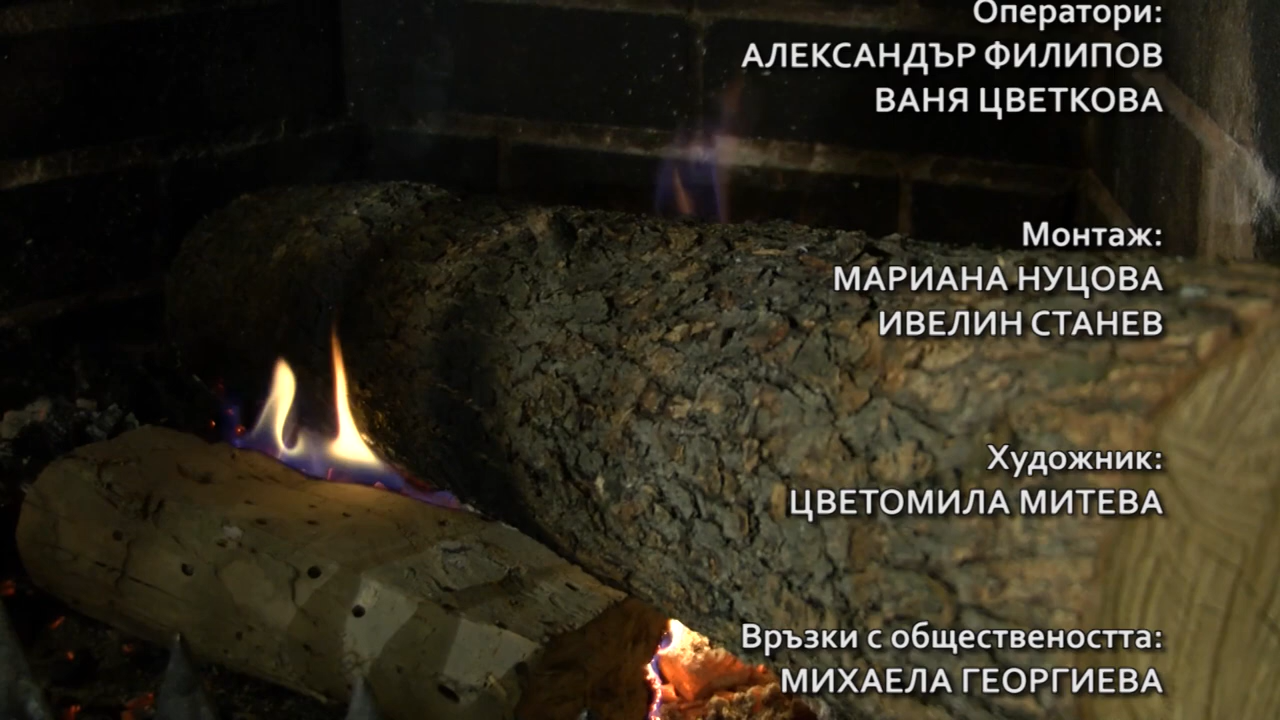 Оператори:
АЛЕКСАНДЪР ФИЛИПОВ
ВАНЯ ЦВЕТКОВА
Монтаж:
МАРИАНА НУЦОВА
ИВЕЛИН СТАНЕВ
Художник:
ЦВЕТОМИЛА МИТЕВА
Връзки с обществеността:
МИХАЕЛА ГЕОРГИЕВА